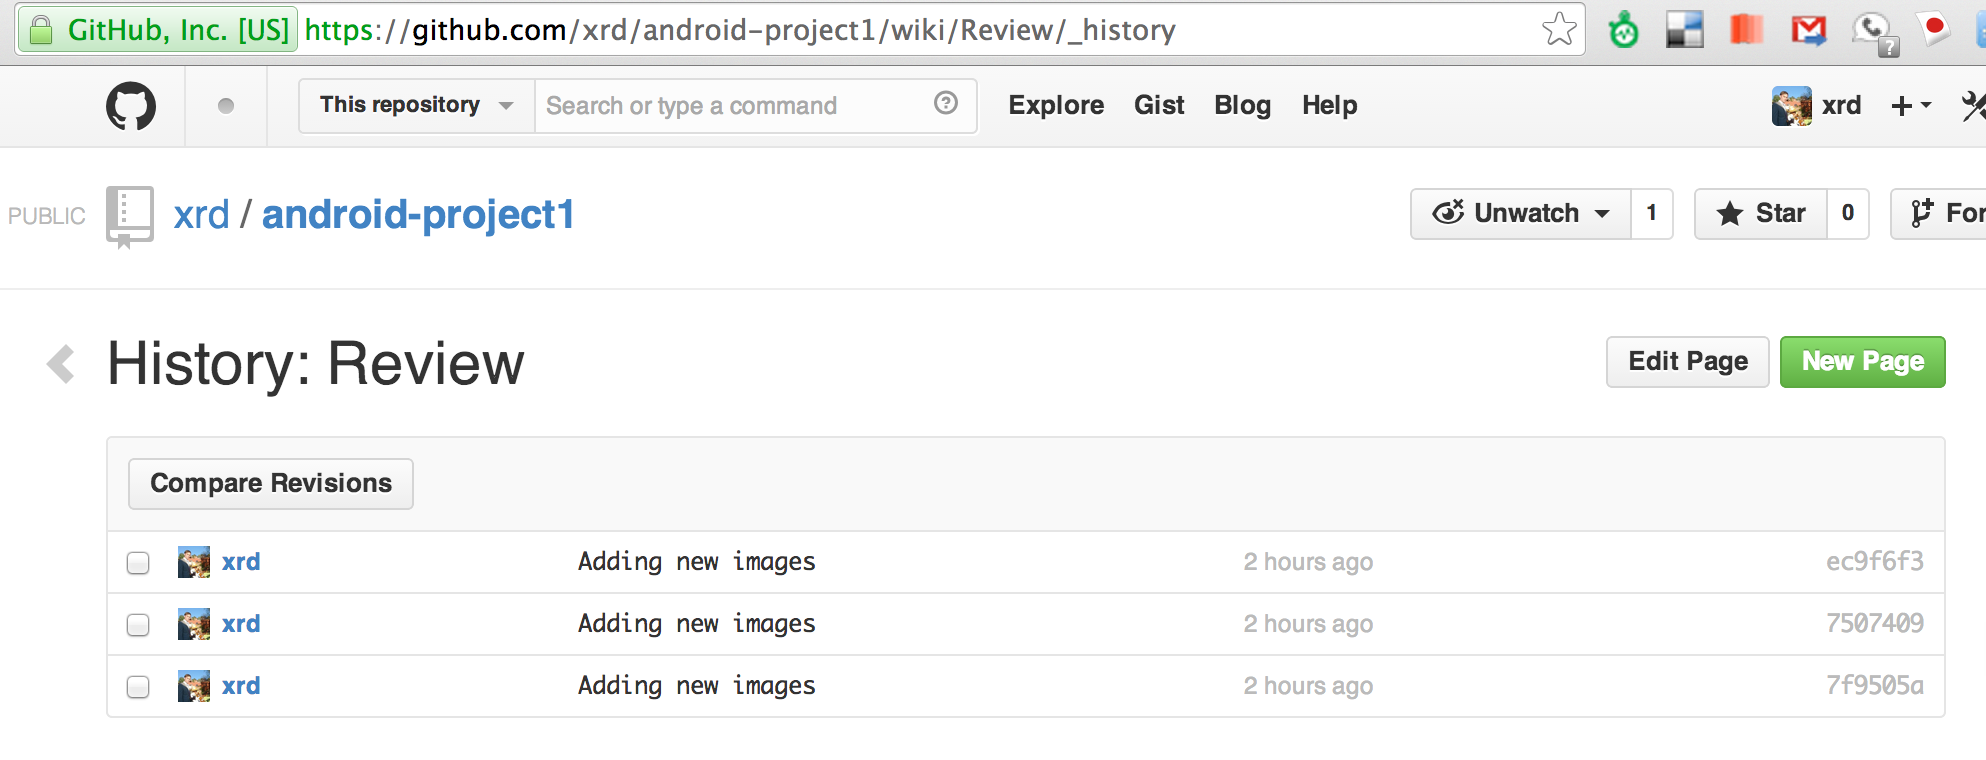 GitHub, Inc. [US] https://github.com/xrd/android-project1/wiki/Review/_history
This repository Search or type a command Explore Gist Blog Help xrd
PUBLIC xrd / android-project1 Unwatch 1 Star 0 For
History: Review Edit Page New Page
Compare Revisions
xrd Adding new images 2 hours ago ec9f6f3
xrd Adding new images 2 hours ago 7507409
xrd Adding new images 2 hours ago 7f9505a